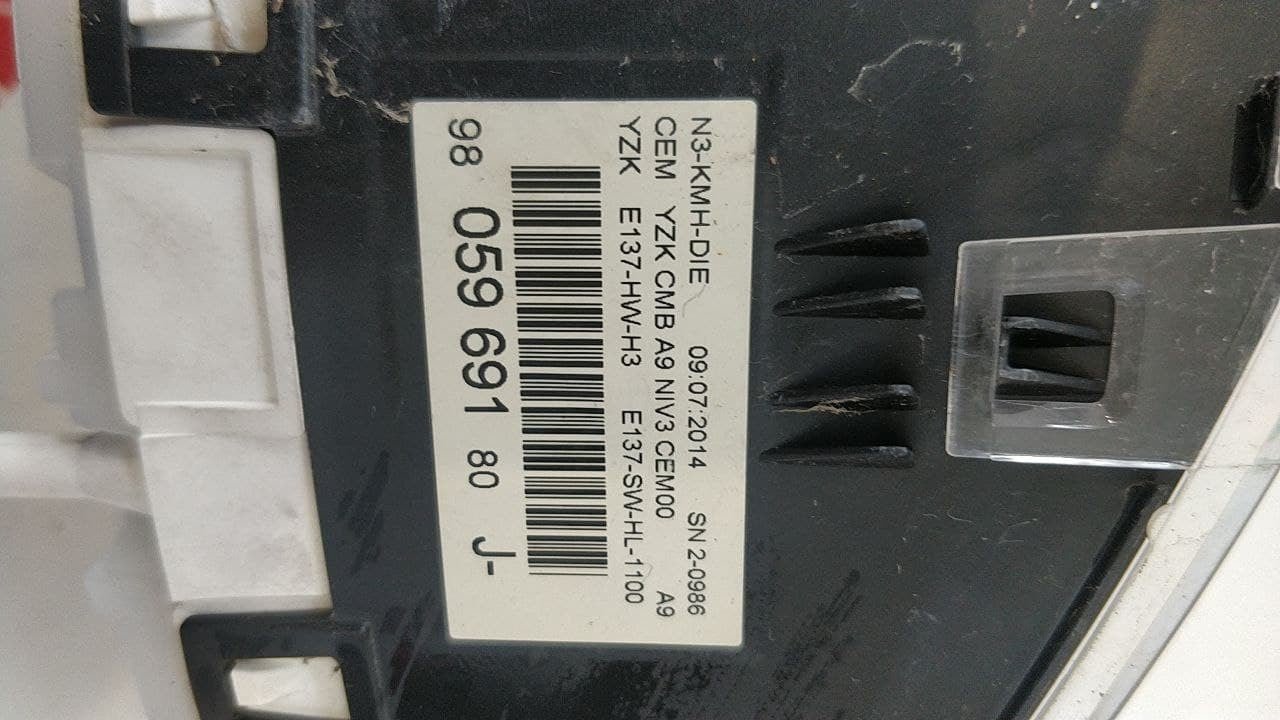 N3-KMH-DIE 09:07:2014 SN 2-0986
CEM YZK CMB A9 NIV3 CEM00 A9
YZK E137-HW-H3 E137-SW-HL-1100
98 059 691 80 J-